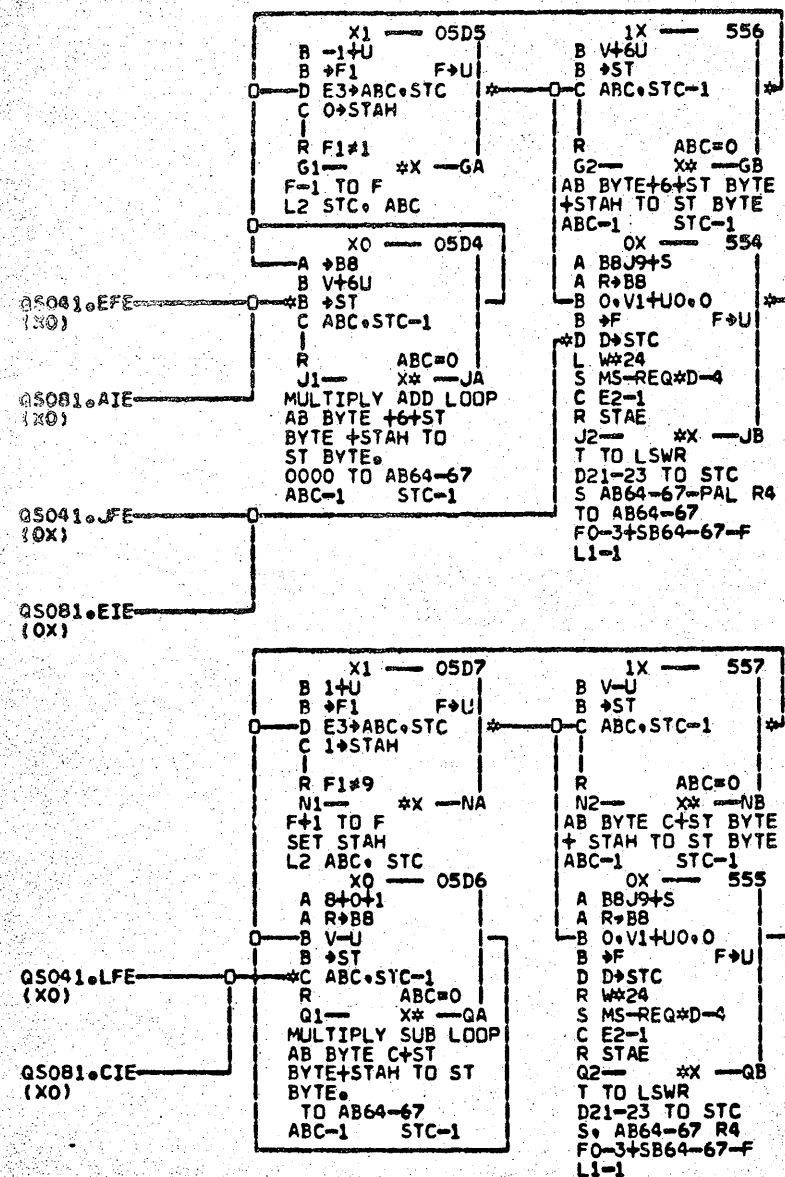 X1 — 05D5
B -1+U
B →F1 F→U
D E3→ABC,STC
C 0→STAH
R F1≠1
G1— *X —GA
F-1 TO F
L2 STC, ABC
1X — 556
B V+6U
B →ST
C ABC,STC-1
R ABC=0
G2— X* —GB
AB BYTE+6+ST BYTE
+STAH TO ST BYTE
ABC-1 STC-1
X0 — 05D4
A →B8
B V+6U
B →ST
C ABC,STC-1
R ABC=0
J1— X* —JA
MULTIPLY ADD LOOP
AB BYTE +6+ST
BYTE +STAH TO
ST BYTE.
0000 TO AB64-67
ABC-1 STC-1
0X — 554
A B8J9+S
A R→B8
B 0,V1+U0,0
B →F F→U
D D→STC
L W*24
S MS-REQ*D-4
C E2-1
R STAE
J2— *X —JB
T TO LSWR
D21-23 TO STC
S AB64-67-PAL R4
TO AB64-67
F0-3+SB64-67-F
L1-1
QS041.EFE
(X0)
QS081.AIE
(X0)
QS041.JFE
(0X)
QS081.EIE
(0X)
X1 — 05D7
B 1+U
B →F1 F→U
D E3→ABC,STC
C 1→STAH
R F1≠9
N1— *X —NA
F+1 TO F
SET STAH
L2 ABC, STC
1X — 557
B V-U
B →ST
C ABC,STC-1
R ABC=0
N2— X* —NB
AB BYTE C+ST BYTE
+ STAH TO ST BYTE
ABC-1 STC-1
X0 — 05D6
A 8+0+1
A R→B8
B V-U
B →ST
C ABC,STC-1
R ABC=0
Q1— X* —QA
MULTIPLY SUB LOOP
AB BYTE C+ST
BYTE+STAH TO ST
BYTE.
TO AB64-67
ABC-1 STC-1
0X — 555
A B8J9+S
A R→B8
B 0,V1+U0,0
B →F F→U
D D→STC
R W*24
S MS-REQ*D-4
C E2-1
R STAE
Q2— *X —QB
T TO LSWR
D21-23 TO STC
S, AB64-67 R4
F0-3+SB64-67-F
L1-1
QS041.LFE
(X0)
QS081.CIE
(X0)